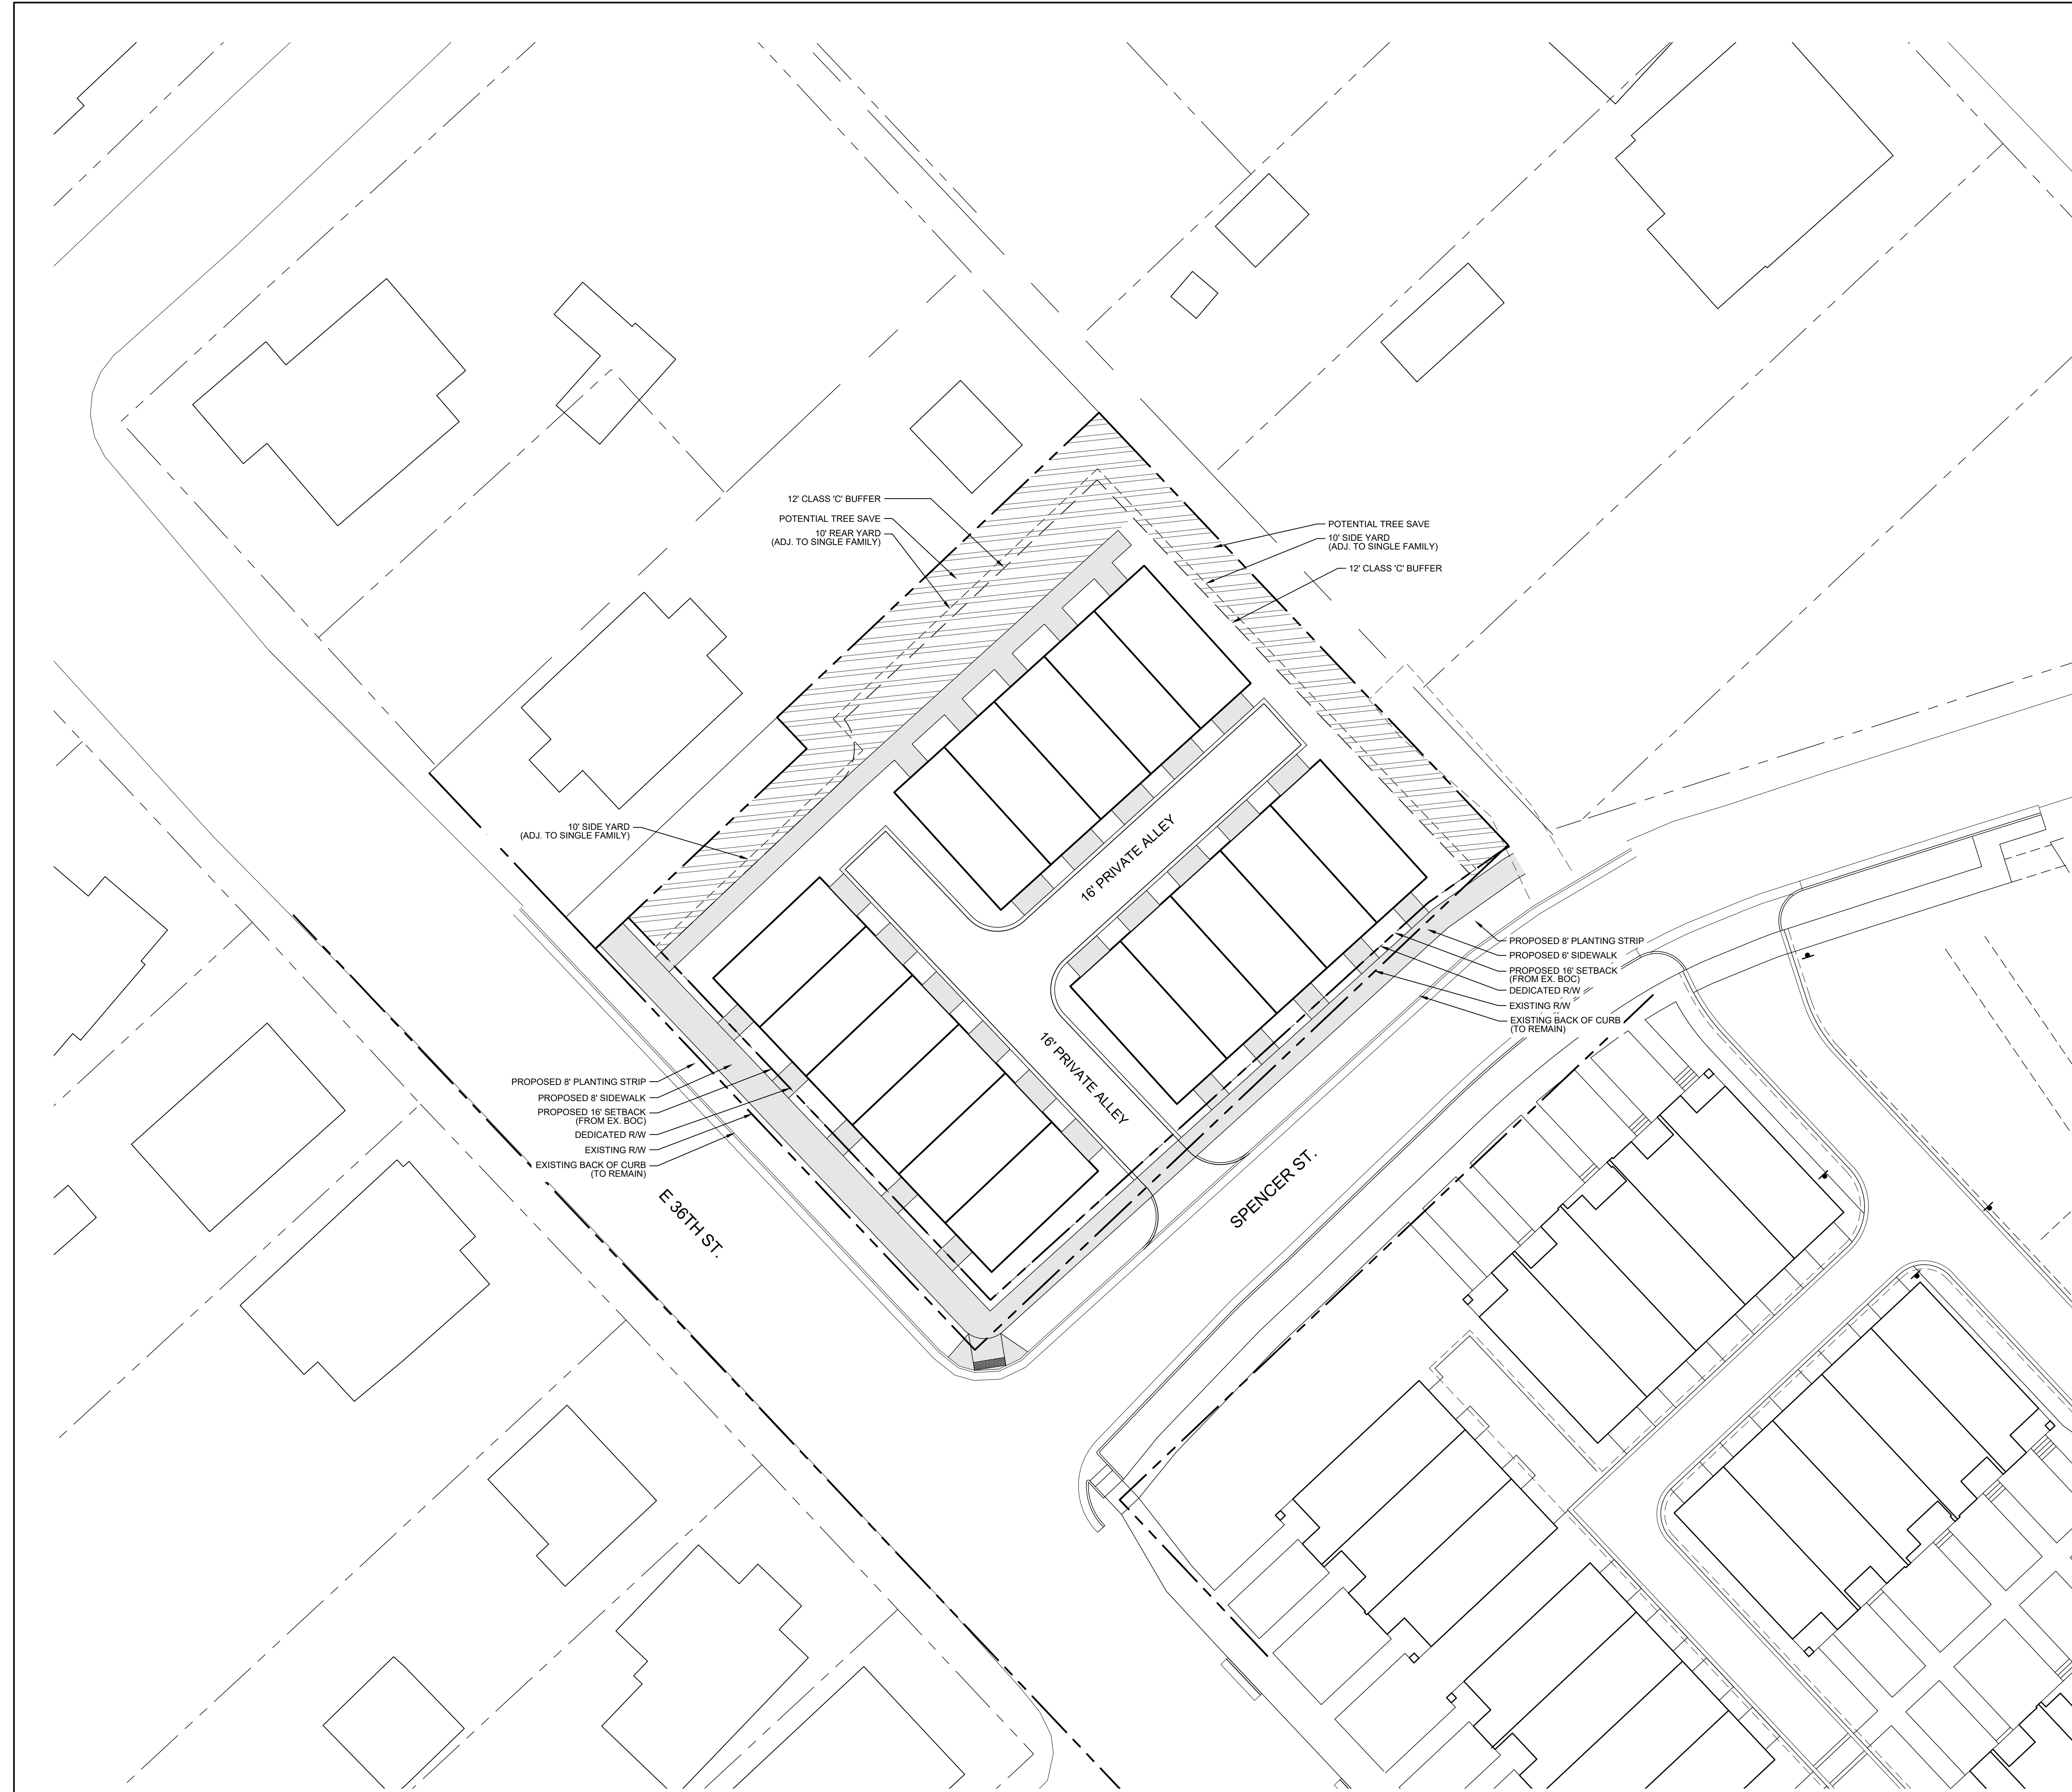 12' CLASS 'C' BUFFER
POTENTIAL TREE SAVE
10' REAR YARD
(ADJ. TO SINGLE FAMILY)
POTENTIAL TREE SAVE
10' SIDE YARD
(ADJ. TO SINGLE FAMILY)
12' CLASS 'C' BUFFER
10' SIDE YARD
(ADJ. TO SINGLE FAMILY)
16' PRIVATE ALLEY
16' PRIVATE ALLEY
PROPOSED 8' PLANTING STRIP
PROPOSED 6' SIDEWALK
PROPOSED 16' SETBACK
(FROM EX. BOC)
DEDICATED R/W
EXISTING R/W
EXISTING BACK OF CURB
(TO REMAIN)
PROPOSED 8' PLANTING STRIP
PROPOSED 8' SIDEWALK
PROPOSED 16' SETBACK
(FROM EX. BOC)
DEDICATED R/W
EXISTING R/W
EXISTING BACK OF CURB
(TO REMAIN)
E 36TH ST.
SPENCER ST.